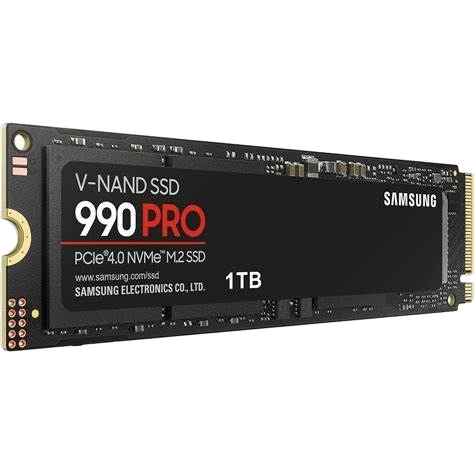 V-NAND SSD
990 PRO
PCIe®4.0 NVMe™M.2 SSD
www.samsung.com/ssd
SAMSUNG ELECTRONICS CO., LTD.
1TB
SAMSUNG